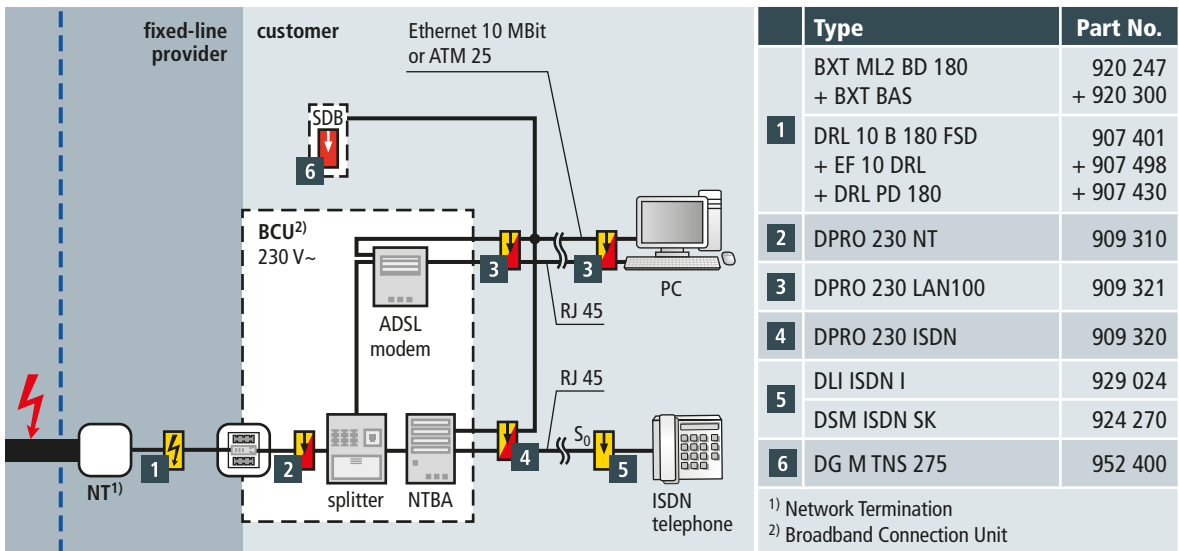 fixed-line
provider
customer
Ethernet 10 MBit
or ATM 25
SDB
6
BCU2)
230 V~
3
3
PC
ADSL
modem
RJ 45
RJ 45
S0
1
2
4
5
NT1)
splitter
NTBA
ISDN
telephone
Type Part No.
1
BXT ML2 BD 180 920 247
+ BXT BAS + 920 300
DRL 10 B 180 FSD 907 401
+ EF 10 DRL + 907 498
+ DRL PD 180 + 907 430
2 DPRO 230 NT 909 310
3 DPRO 230 LAN100 909 321
4 DPRO 230 ISDN 909 320
5
DLI ISDN I 929 024
DSM ISDN SK 924 270
6 DG M TNS 275 952 400
1) Network Termination
2) Broadband Connection Unit